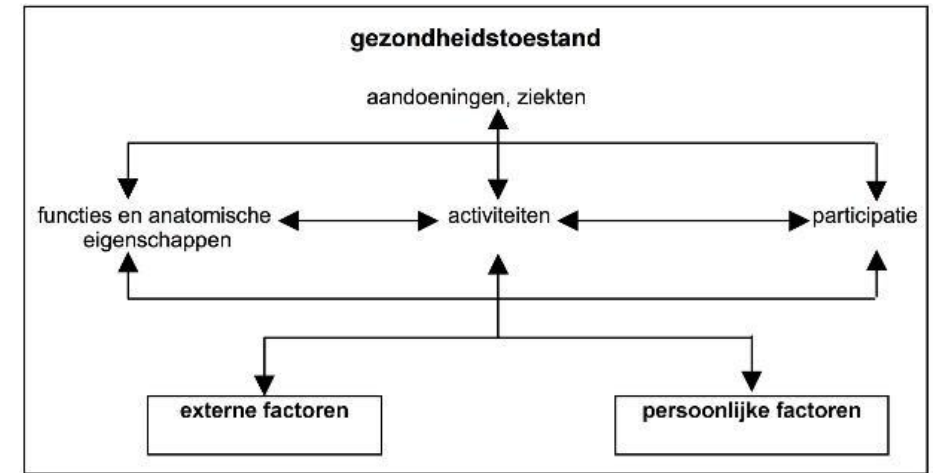 gezondheidstoestand
aandoeningen, ziekten
functies en anatomische
eigenschappen
activiteiten
participatie
externe factoren
persoonlijke factoren